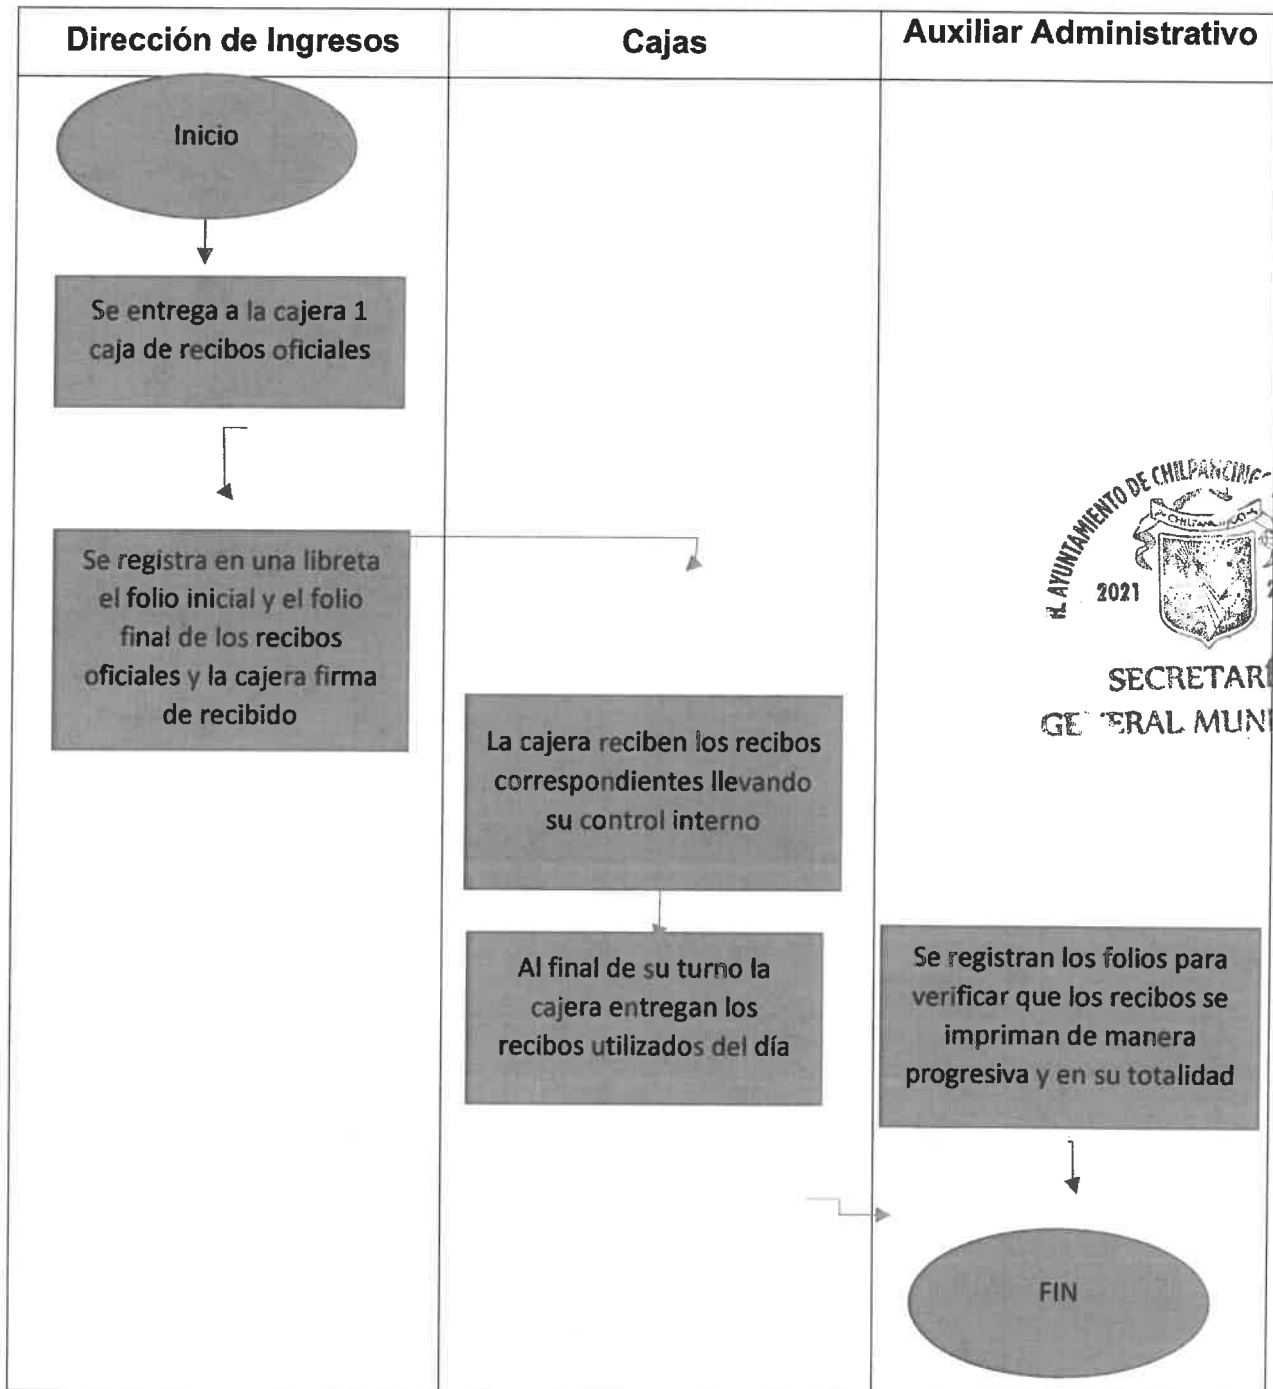 Dirección de Ingresos
Cajas
Auxiliar Administrativo
Inicio
Se entrega a la cajera 1
caja de recibos oficiales
Se registra en una libreta
el folio inicial y el folio
final de los recibos
oficiales y la cajera firma
de recibido
La cajera reciben los recibos
correspondientes llevando
su control interno
Al final de su turno la
cajera entregan los
recibos utilizados del día
Se registran los folios para
verificar que los recibos se
impriman de manera
progresiva y en su totalidad
FIN
H. AYUNTAMIENTO DE
2021